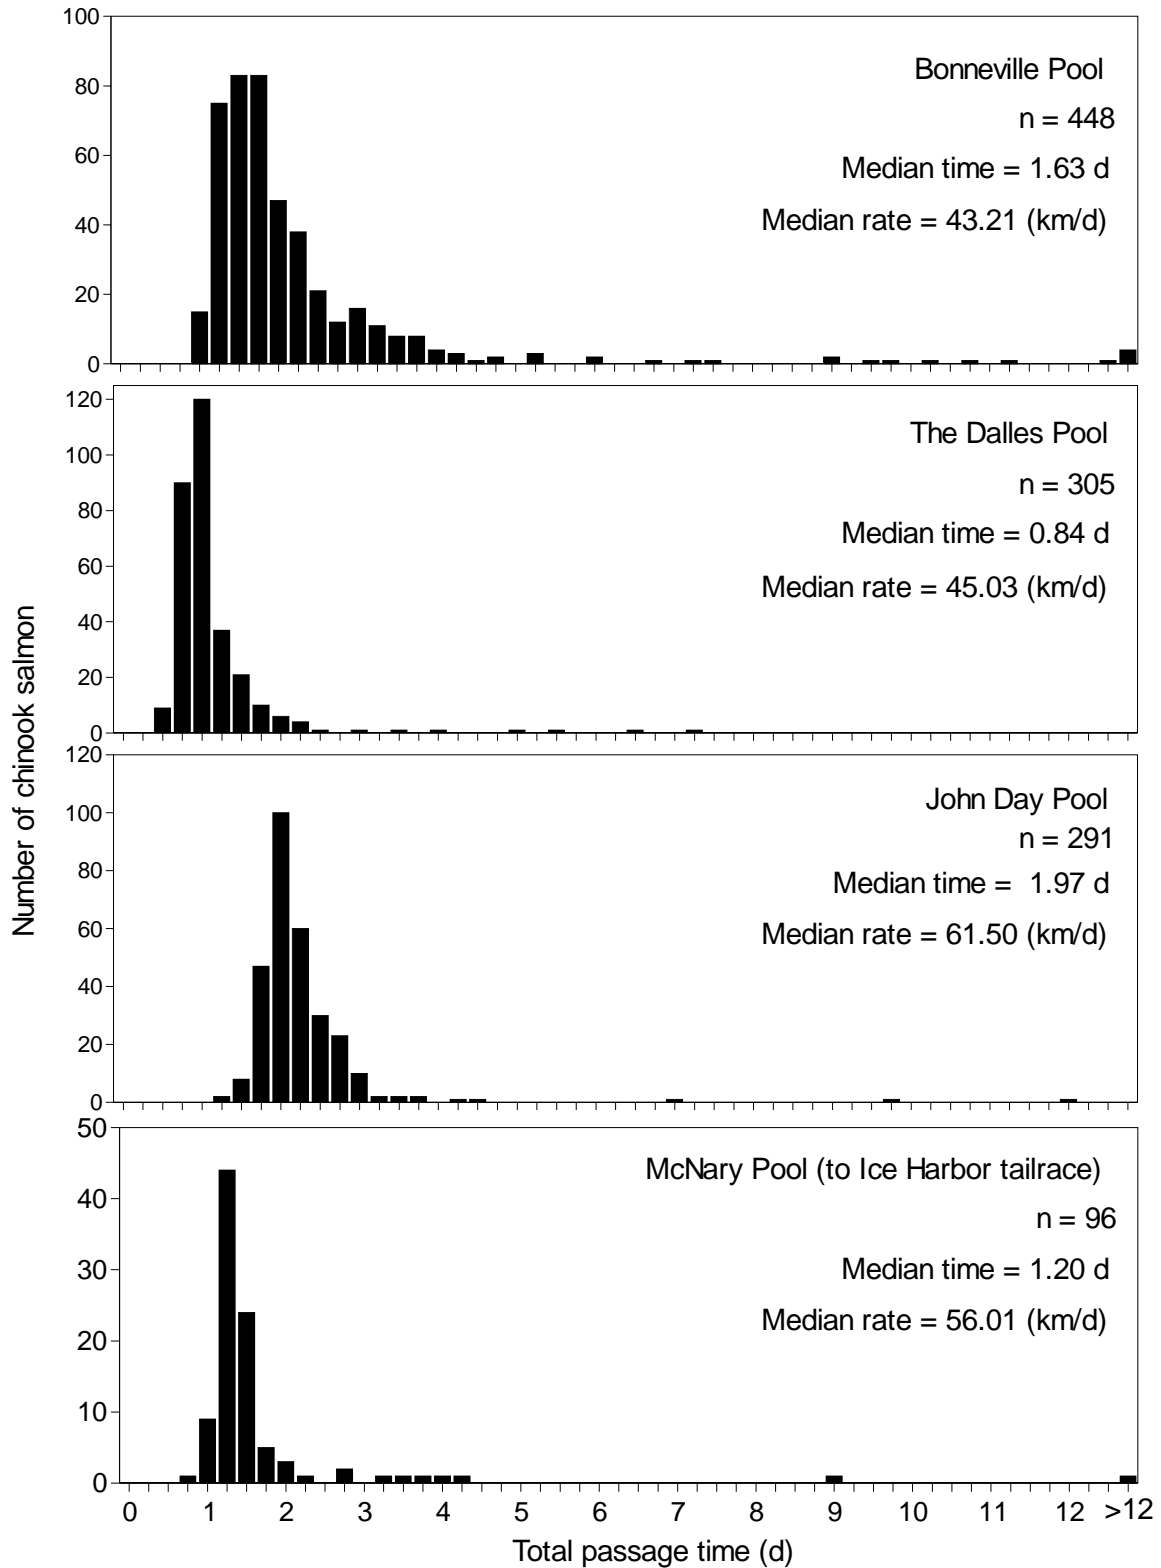 Number of chinook salmon
100
80
60
40
20
0
Bonneville Pool
n = 448
Median time = 1.63 d
Median rate = 43.21 (km/d)
120
100
80
60
40
20
0
The Dalles Pool
n = 305
Median time = 0.84 d
Median rate = 45.03 (km/d)
120
100
80
60
40
20
0
John Day Pool
n = 291
Median time =  1.97 d
Median rate = 61.50 (km/d)
50
40
30
20
10
0
McNary Pool (to Ice Harbor tailrace)
n = 96
Median time = 1.20 d
Median rate = 56.01 (km/d)
0 1 2 3 4 5 6 7 8 9 10 11 12 >12
Total passage time (d)